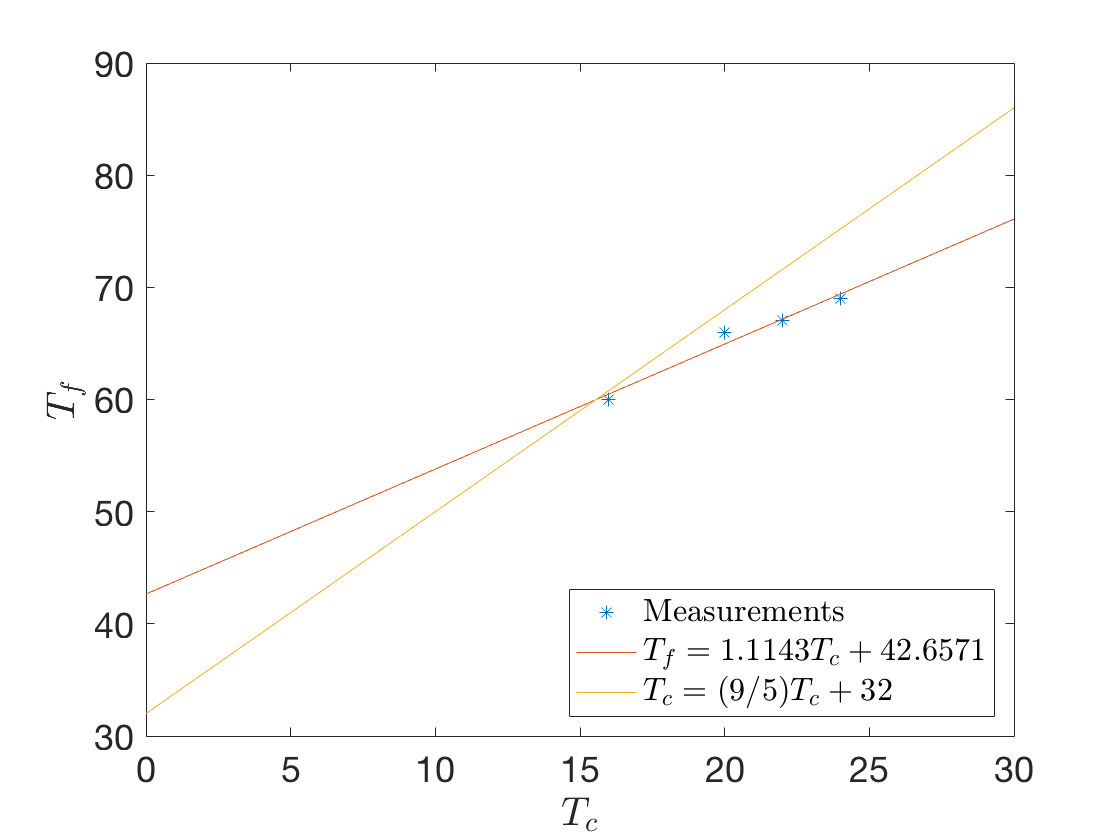 90
80
70
60
50
40
30
0 5 10 15 20 25 30
T_f
T_c
Measurements
T_f = 1.1143T_c + 42.6571
T_c = (9/5)T_c + 32